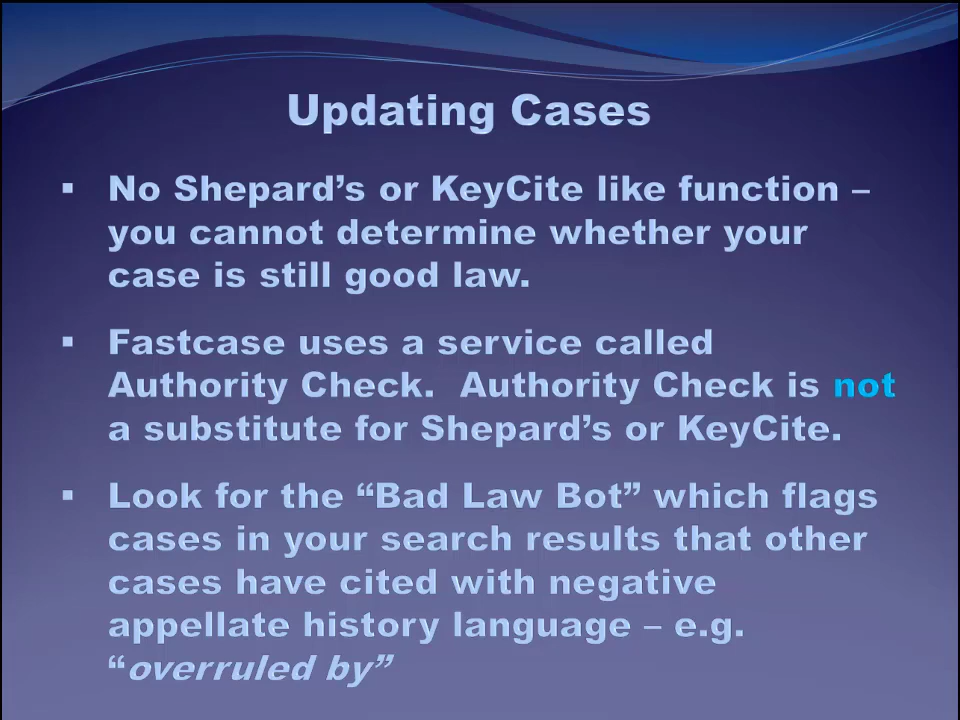 Updating Cases
▪ No Shepard’s or KeyCite like function –
you cannot determine whether your
case is still good law.
▪ Fastcase uses a service called
Authority Check.  Authority Check is not
a substitute for Shepard’s or KeyCite.
▪ Look for the “Bad Law Bot” which flags
cases in your search results that other
cases have cited with negative
appellate history language – e.g.
“overruled by”